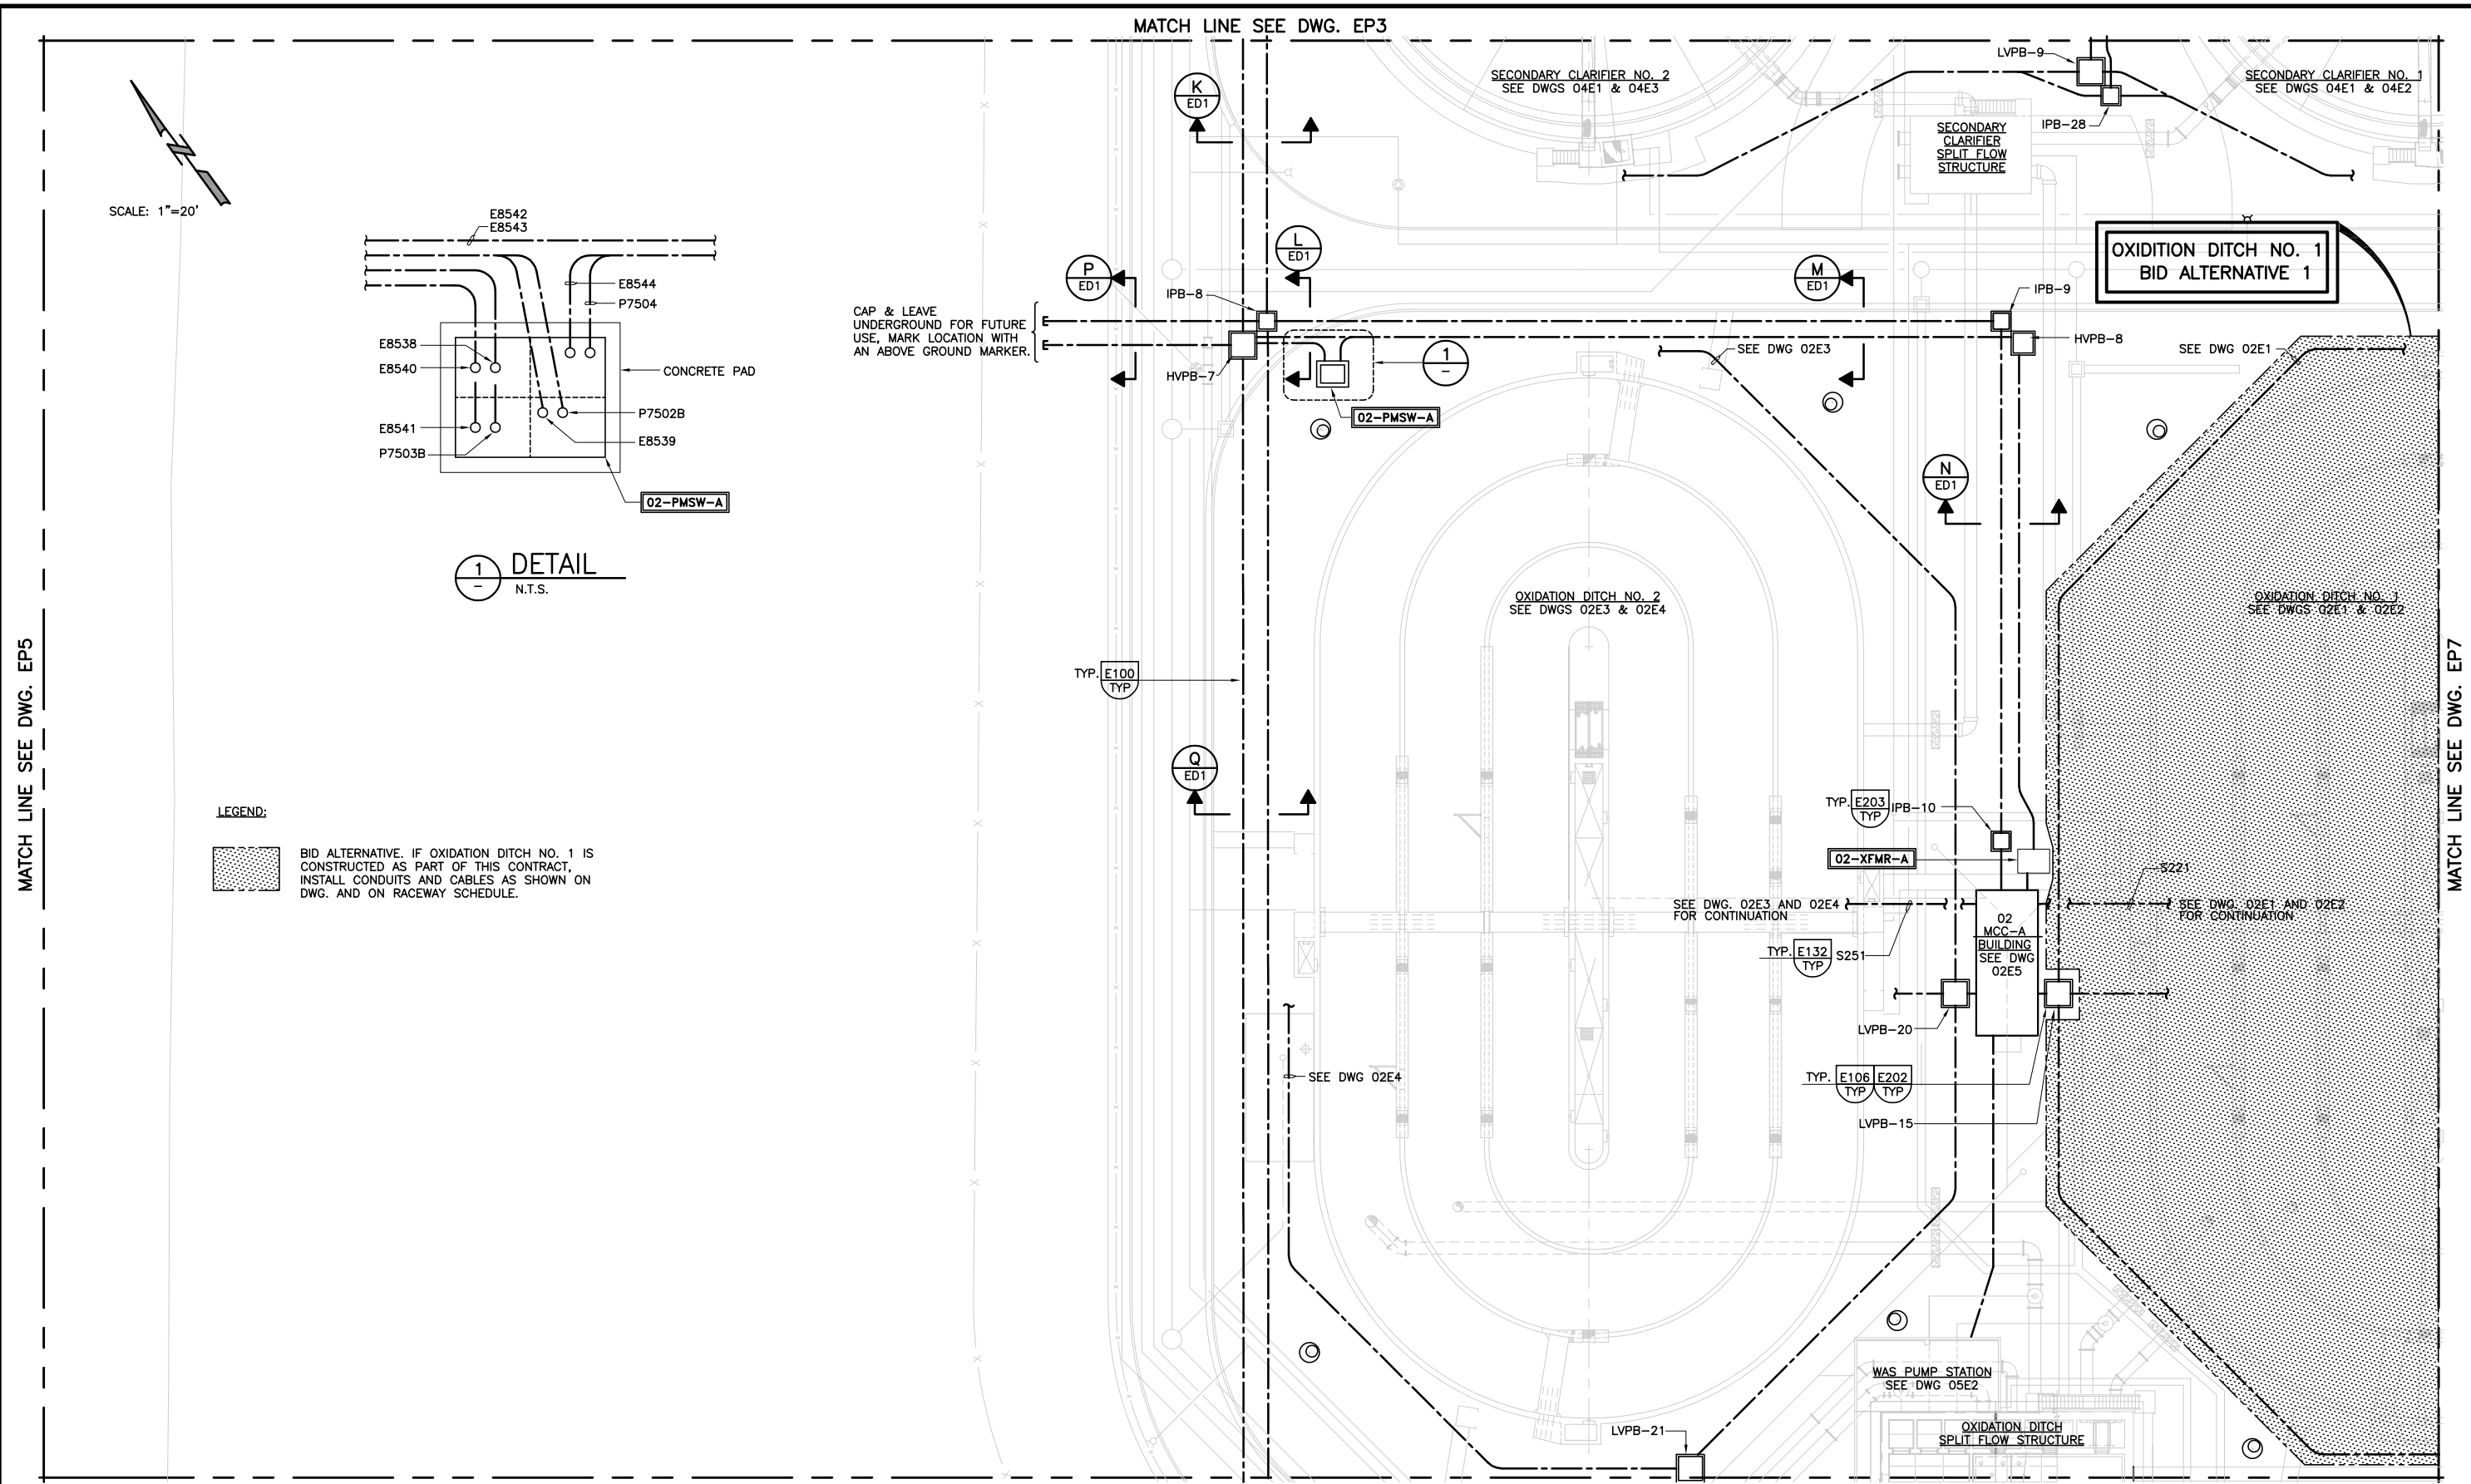 MATCH LINE SEE DWG. EP3
SCALE: 1"=20'
E8542
E8543
E8544
P7504
E8538
E8540
CONCRETE PAD
P7502B
E8541
E8539
P7503B
02-PMSW-A
1
-
DETAIL
N.T.S.
MATCH LINE SEE DWG. EP5
LEGEND:
BID ALTERNATIVE. IF OXIDATION DITCH NO. 1 IS
CONSTRUCTED AS PART OF THIS CONTRACT,
INSTALL CONDUITS AND CABLES AS SHOWN ON
DWG. AND ON RACEWAY SCHEDULE.
K
ED1
SECONDARY CLARIFIER NO. 2
SEE DWGS 04E1 & 04E3
LVPB-9
SECONDARY CLARIFIER NO. 1
SEE DWGS 04E1 & 04E2
IPB-28
SECONDARY
CLARIFIER
SPLIT FLOW
STRUCTURE
OXIDITION DITCH NO. 1
BID ALTERNATIVE 1
P
ED1
L
ED1
M
ED1
IPB-8
IPB-9
CAP & LEAVE
UNDERGROUND FOR FUTURE
USE, MARK LOCATION WITH
AN ABOVE GROUND MARKER.
HVPB-7
1
-
SEE DWG 02E3
HVPB-8
SEE DWG 02E1
02-PMSW-A
N
ED1
OXIDATION DITCH NO. 2
SEE DWGS 02E3 & 02E4
OXIDATION DITCH NO. 1
SEE DWGS 02E1 & 02E2
TYP. E100
TYP
Q
ED1
TYP. E203
TYP
IPB-10
02-XFMR-A
S221
SEE DWG. 02E3 AND 02E4
FOR CONTINUATION
SEE DWG. 02E1 AND 02E2
FOR CONTINUATION
02
MCC-A
BUILDING
SEE DWG
02E5
TYP. E132
TYP
S251
LVPB-20
SEE DWG 02E4
TYP. E106 E202
TYP TYP
LVPB-15
WAS PUMP STATION
SEE DWG 05E2
OXIDATION DITCH
SPLIT FLOW STRUCTURE
LVPB-21
MATCH LINE SEE DWG. EP7